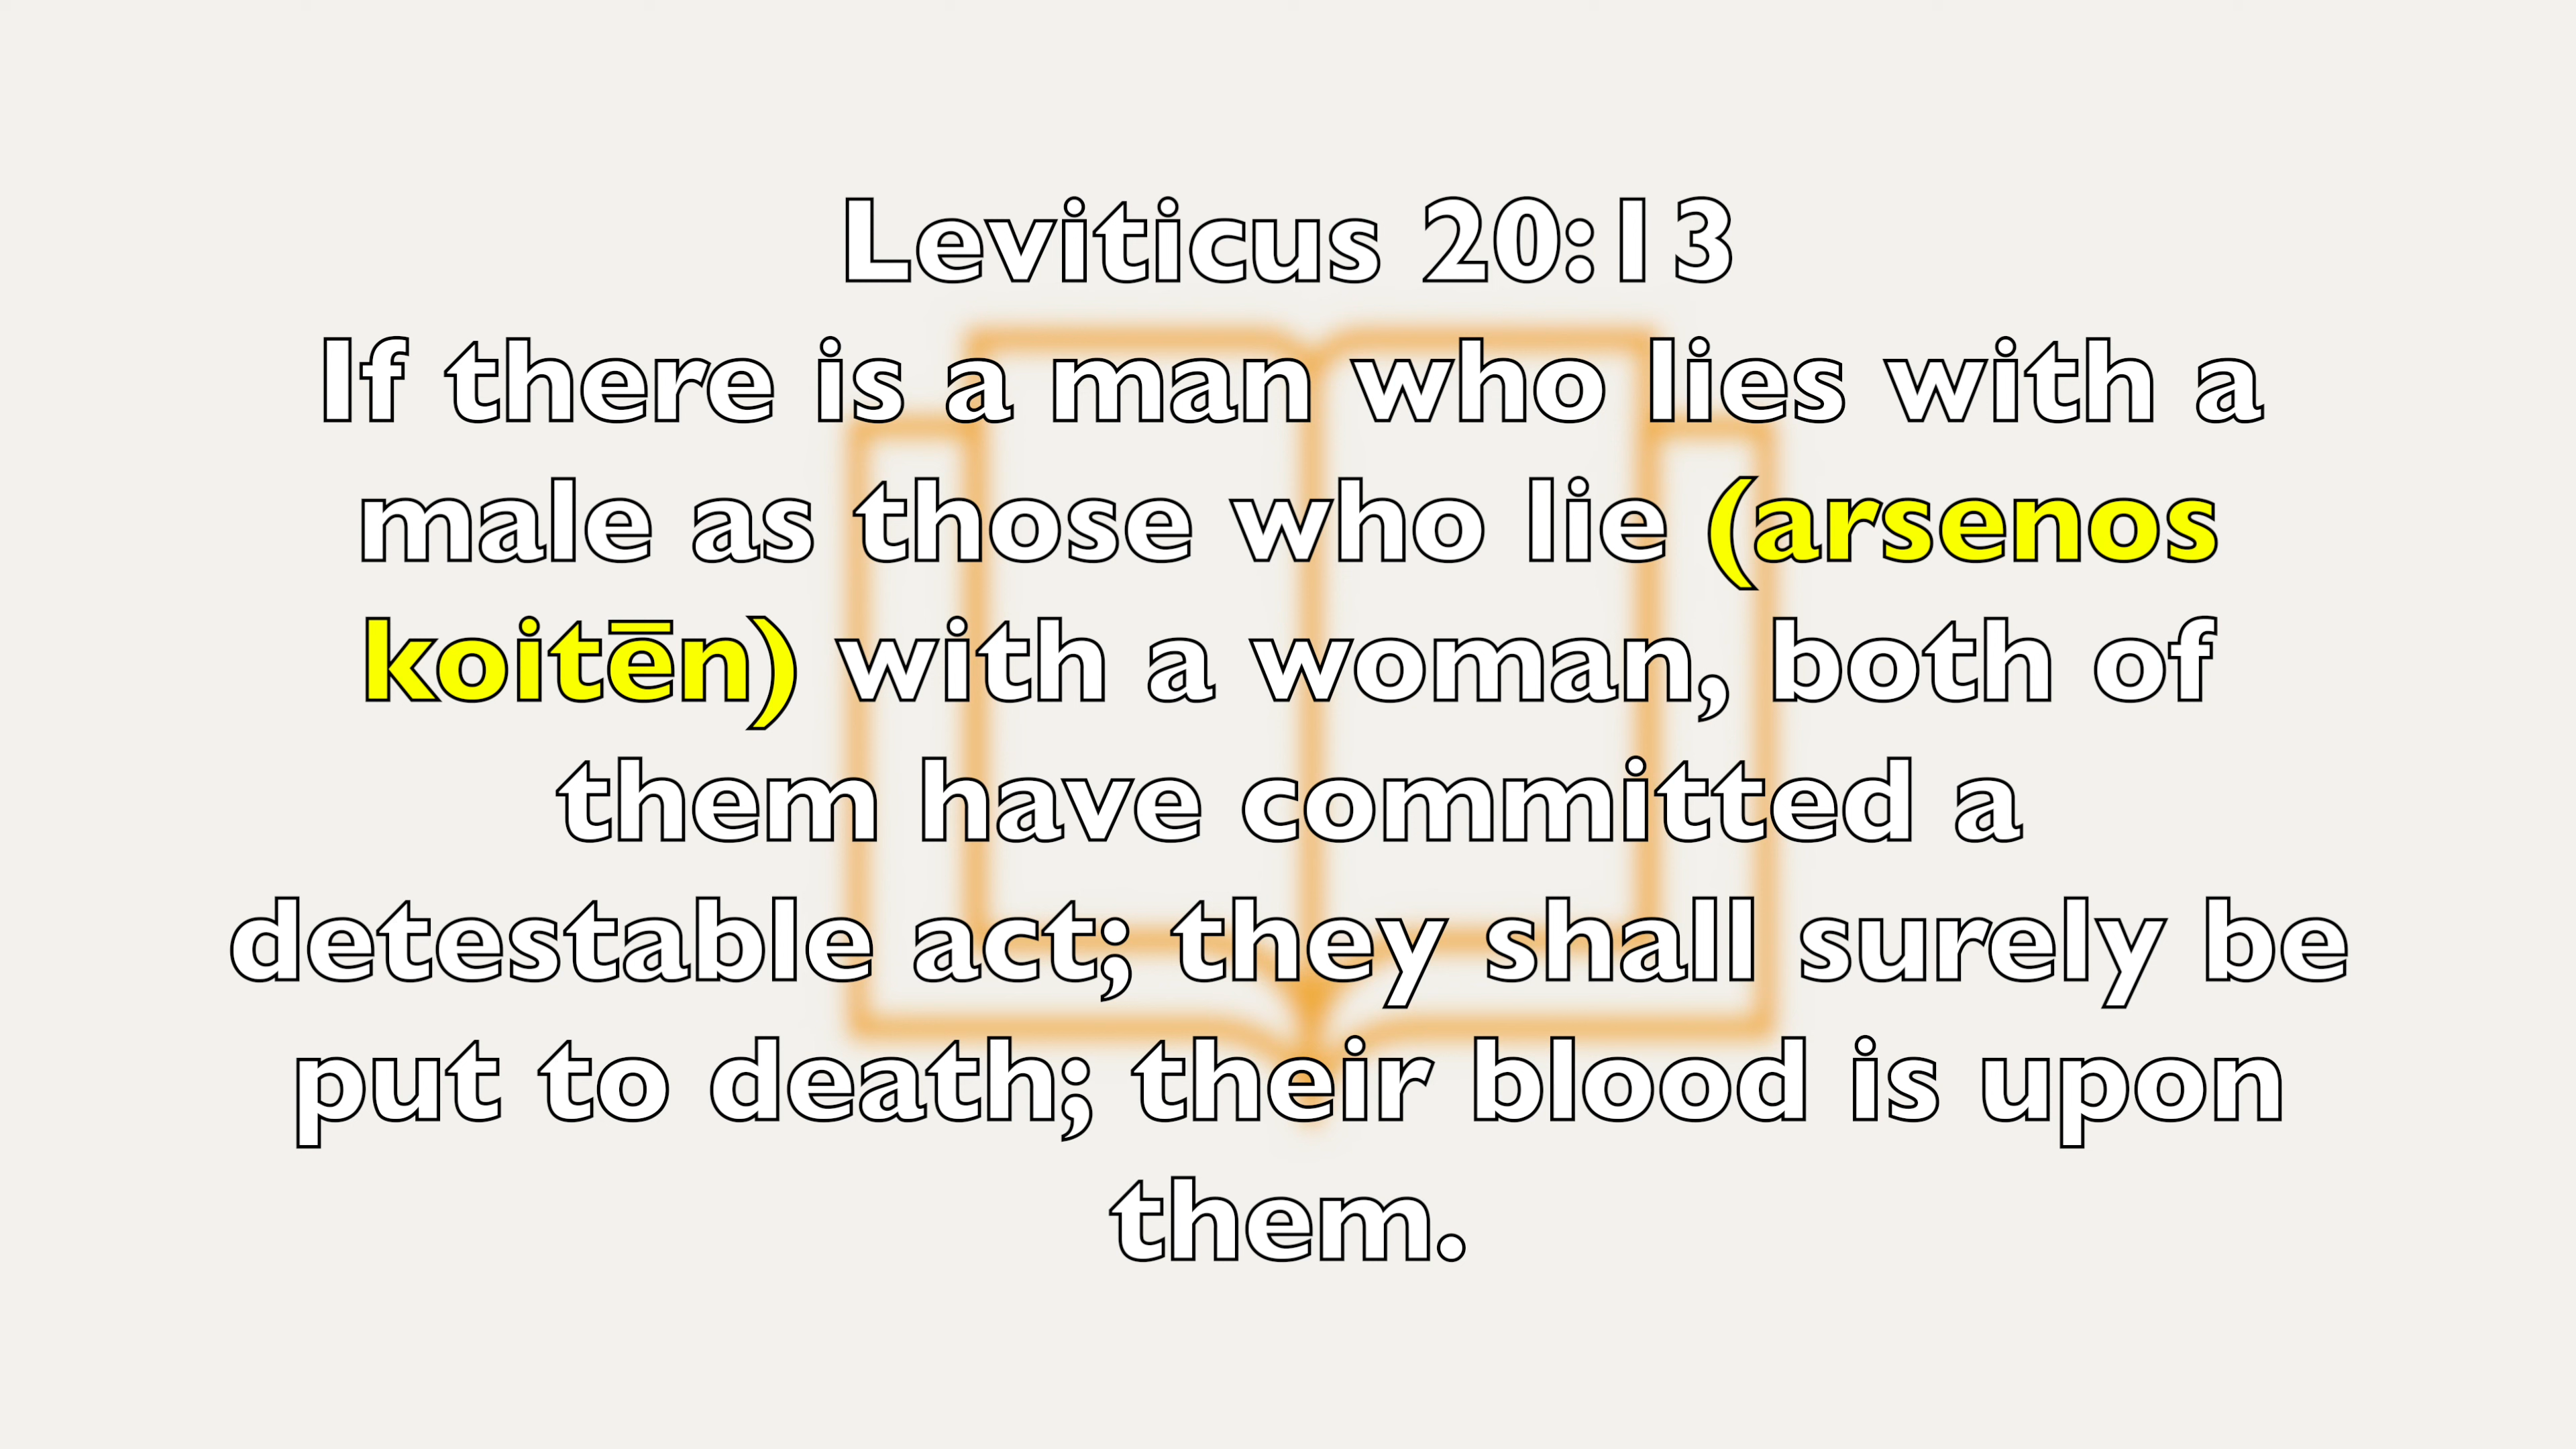 Leviticus 20:13
If there is a man who lies with a
male as those who lie (arsenos
koitēn) with a woman, both of
them have committed a
detestable act; they shall surely be
put to death; their blood is upon
them.